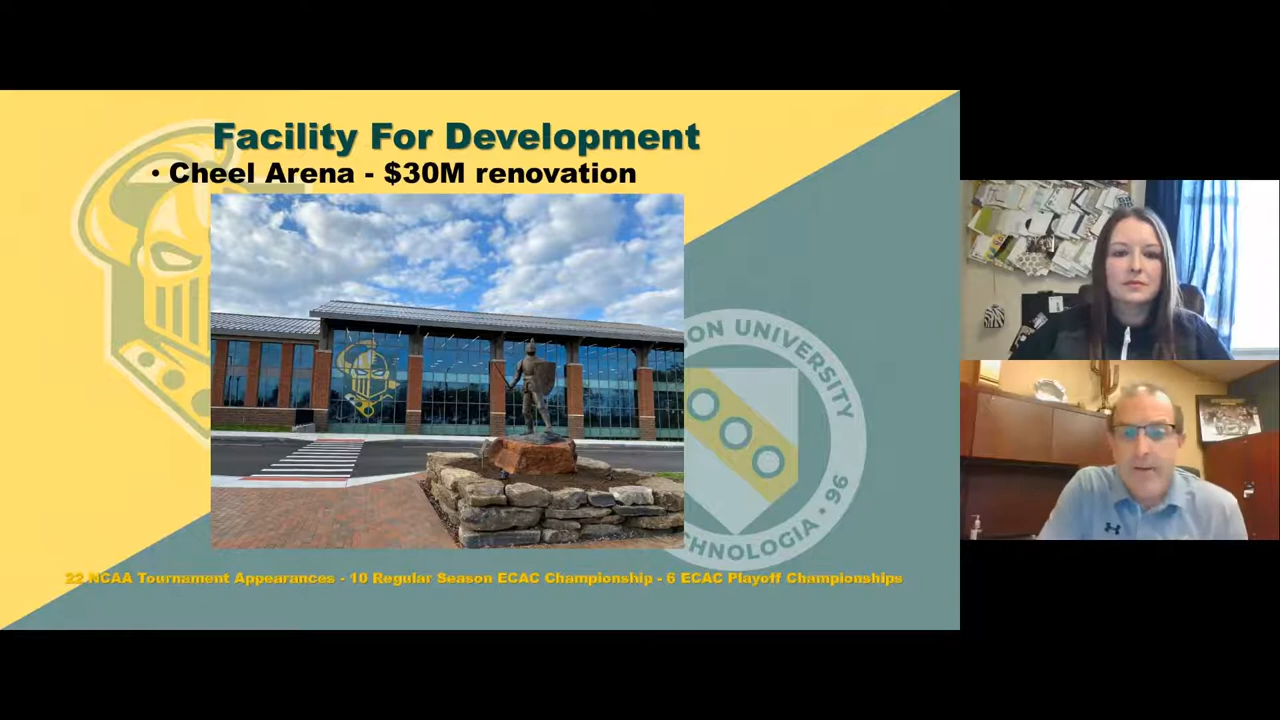 Facility For Development
• Cheel Arena - $30M renovation
SON UNIVERSITY
CHNOLOGIA • 96
22 NCAA Tournament Appearances - 10 Regular Season ECAC Championship - 6 ECAC Playoff Championships